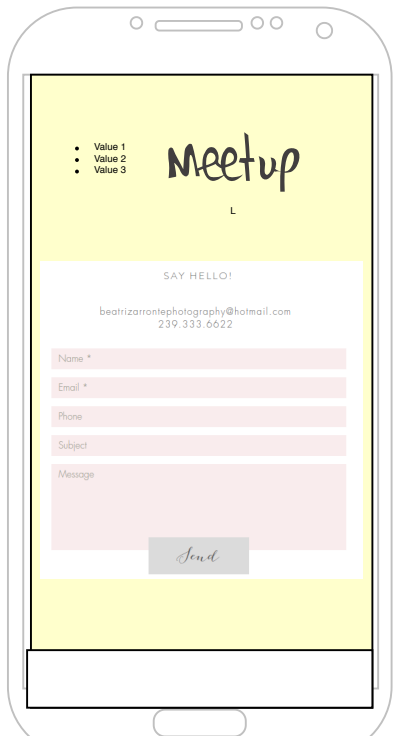 Value 1
Value 2
Value 3
Meetup
L
SAY HELLO!
beatrizarrontephotography@hotmail.com
239.333.6622
Name *
Email *
Phone
Subject
Message
Send